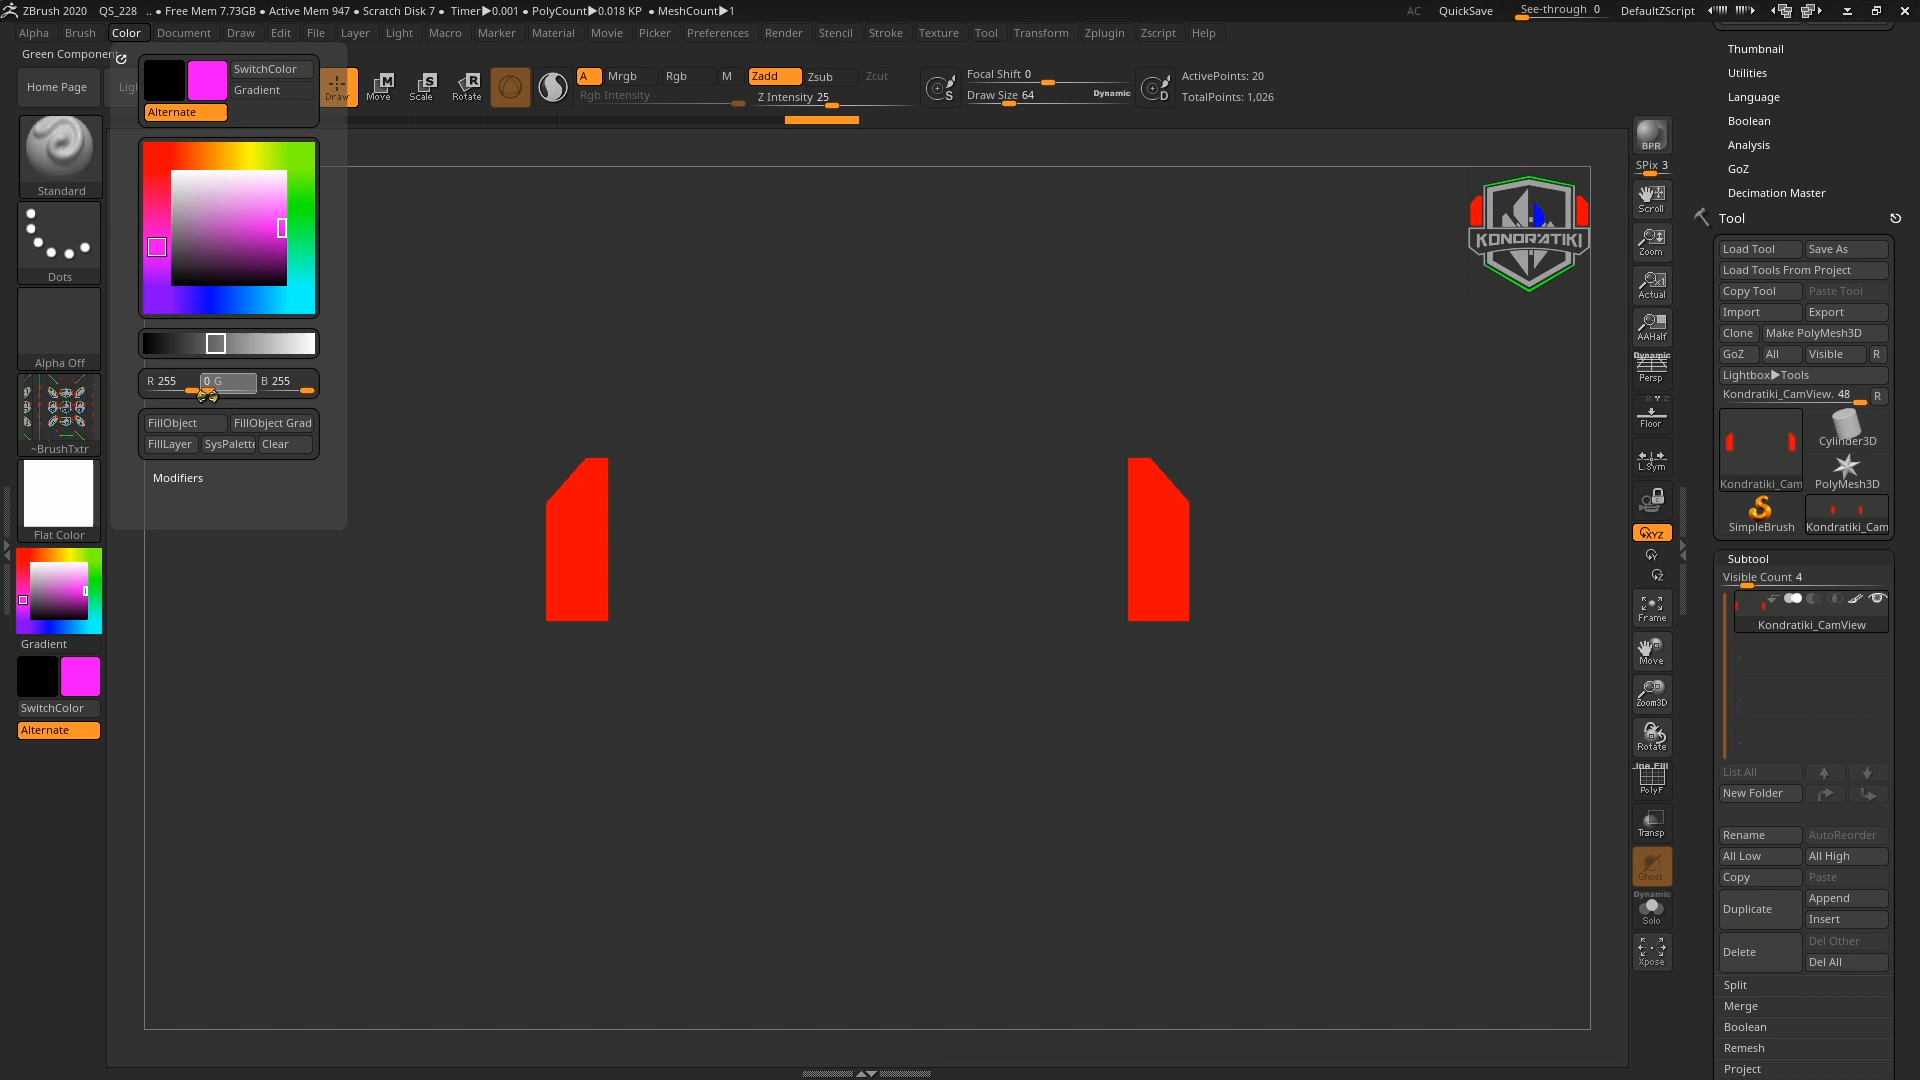 ZBrush 2020 QS_228 .. • Free Mem 7.73GB • Active Mem 947 • Scratch Disk 7 • Timer▶0.001 • PolyCount▶0.018 KP • MeshCount▶1 AC QuickSave See-through 0 DefaultZScript
Alpha Brush Color Document Draw Edit File Layer Light Macro Marker Material Movie Picker Preferences Render Stencil Stroke Texture Tool Transform Zplugin Zscript Help
Green Component
Home Page
SwitchColor
Gradient
Alternate
Draw
Move
Scale
Rotate
A Mrgb Rgb M
Rgb Intensity
Zadd Zsub Zcut
Z Intensity 25
S
Focal Shift 0
Draw Size 64 Dynamic
D
ActivePoints: 20
TotalPoints: 1,026
Standard
Dots
Alpha Off
~BrushTxtr
Flat Color
Gradient
SwitchColor
Alternate
R 255
0 G
B 255
FillObject FillObject Grad
FillLayer SysPalette Clear
Modifiers
KONDRATIKI
BPR
SPix 3
Scroll
Zoom
Actual
AAHalf
Dynamic
Persp
Floor
L.Sym
XYZ
Y
Z
Frame
Move
Zoom3D
Rotate
Line Fill
PolyF
Transp
Ghost
Dynamic
Solo
Xpose
Thumbnail
Utilities
Language
Boolean
Analysis
GoZ
Decimation Master
Tool
Load Tool Save As
Load Tools From Project
Copy Tool Paste Tool
Import Export
Clone Make PolyMesh3D
GoZ All Visible R
Lightbox▶Tools
Kondratiki_CamView. 48 R
Kondratiki_Cam
Cylinder3D
PolyMesh3D
SimpleBrush
Kondratiki_Cam
Subtool
Visible Count 4
Kondratiki_CamView
List All
New Folder
Rename AutoReorder
All Low All High
Copy Paste
Duplicate Append
Insert
Delete Del Other
Del All
Split
Merge
Boolean
Remesh
Project